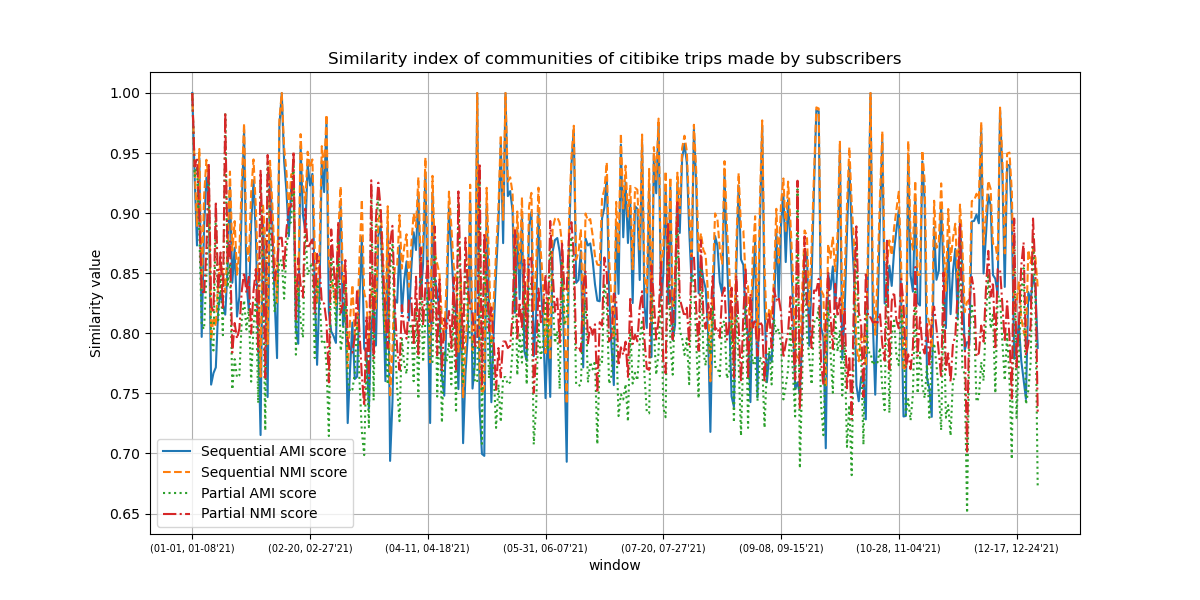 Similarity index of communities of citibike trips made by subscribers
1.00
0.95
0.90
0.85
0.80
0.75
0.70
0.65
Similarity value
Sequential AMI score
Sequential NMI score
Partial AMI score
Partial NMI score
(01-01, 01-08'21) (02-20, 02-27'21) (04-11, 04-18'21) (05-31, 06-07'21) (07-20, 07-27'21) (09-08, 09-15'21) (10-28, 11-04'21) (12-17, 12-24'21)
window